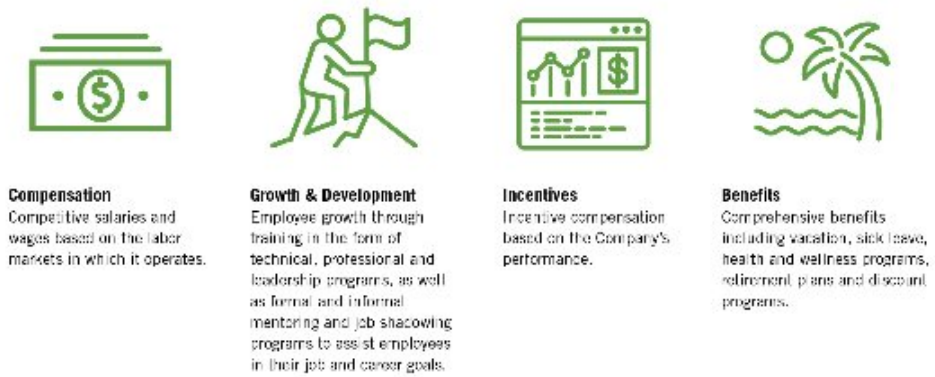 Compensation
Competitive salaries and
wages based on the labor
markets in which it operates.
Growth & Development
Employee growth through
training in the form of
technical, professional and
leadership programs, as well
as formal and informal
mentoring and job shadowing
programs to assist employees
in their job and career goals.
Incentives
Incentive compensation
based on the Company's
performance.
Benefits
Comprehensive benefits
including vacation, sick leave,
health and wellness programs,
retirement plans and discount
programs.